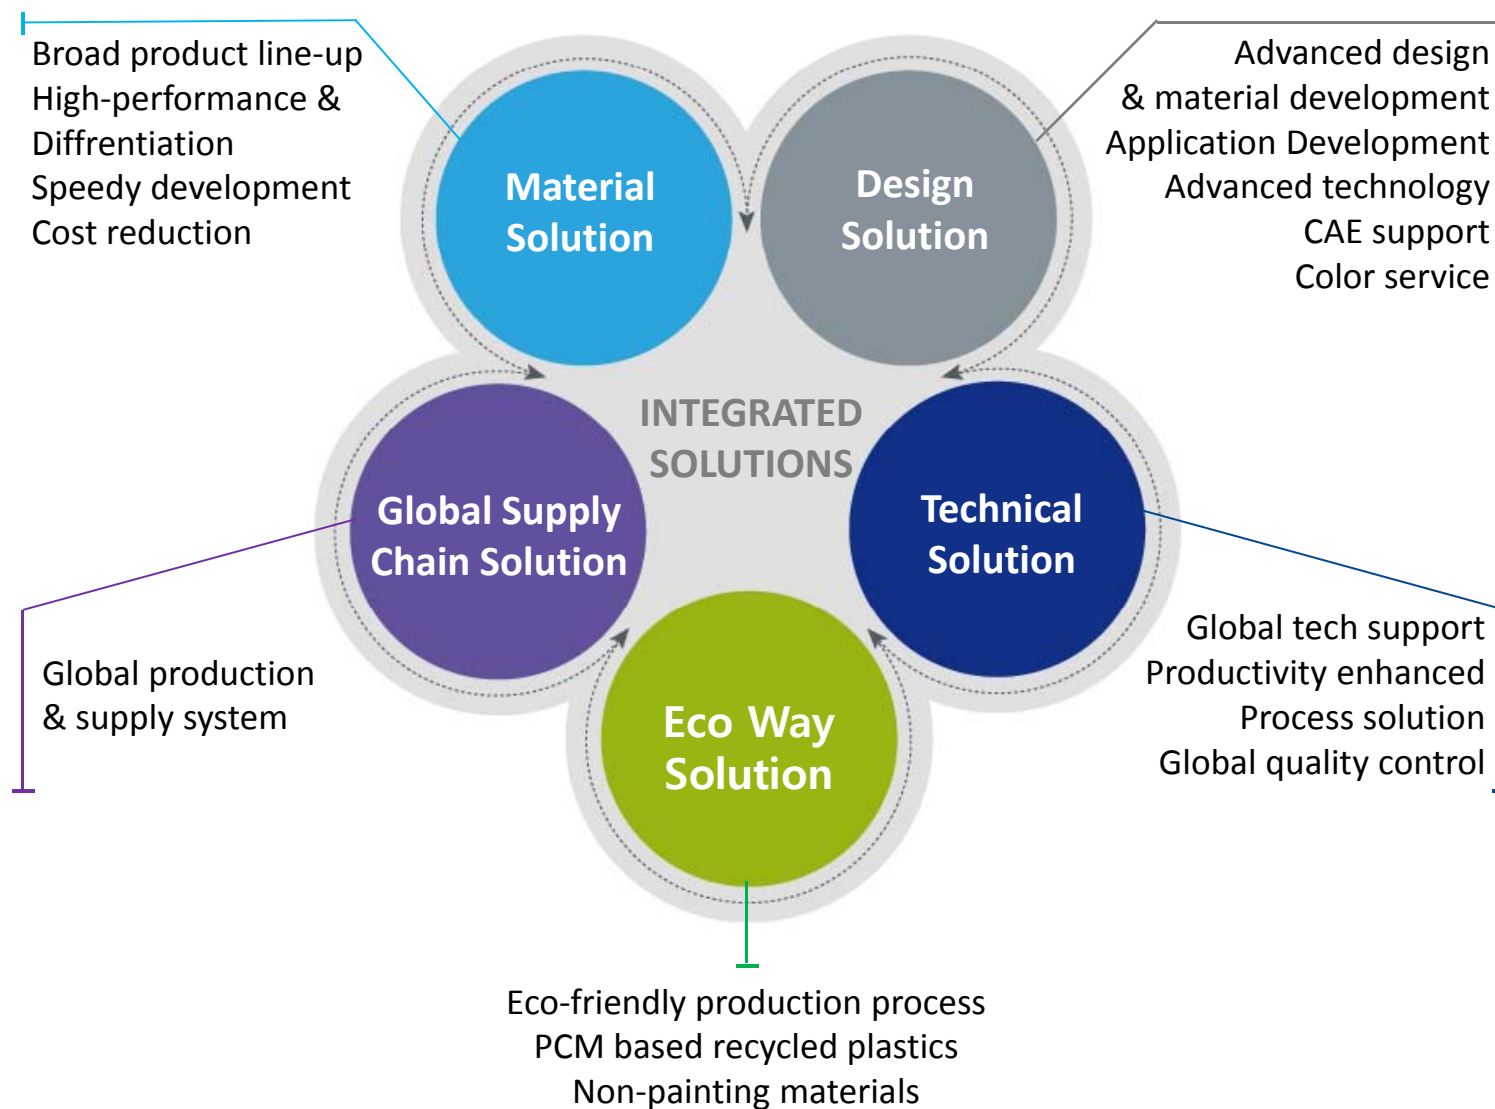 Broad product line-up
High-performance &
Diffrentiation
Speedy development
Cost reduction
Material
Solution
Design
Solution
Advanced design
& material development
Application Development
Advanced technology
CAE support
Color service
INTEGRATED
SOLUTIONS
Global Supply
Chain Solution
Technical
Solution
Global production
& supply system
Eco Way
Solution
Global tech support
Productivity enhanced
Process solution
Global quality control
Eco-friendly production process
PCM based recycled plastics
Non-painting materials